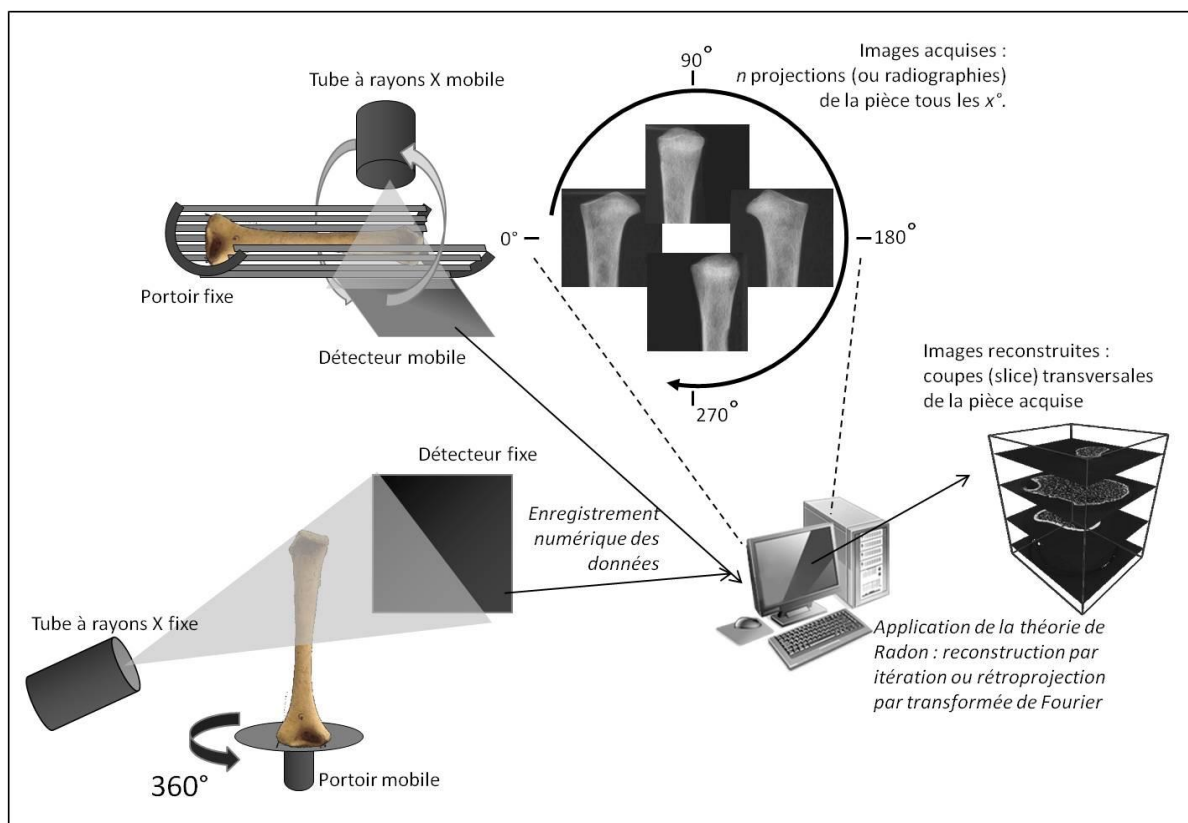 Tube à rayons X mobile
Portoir fixe
Détecteur mobile
Images acquises :
n projections (ou radiographies)
de la pièce tous les x°.
90°
0°
180°
270°
Images reconstruites :
coupes (slice) transversales
de la pièce acquise
Détecteur fixe
Enregistrement
numérique des
données
Tube à rayons X fixe
360°
Portoir mobile
Application de la théorie de
Radon : reconstruction par
itération ou rétroprojection
par transformée de Fourier